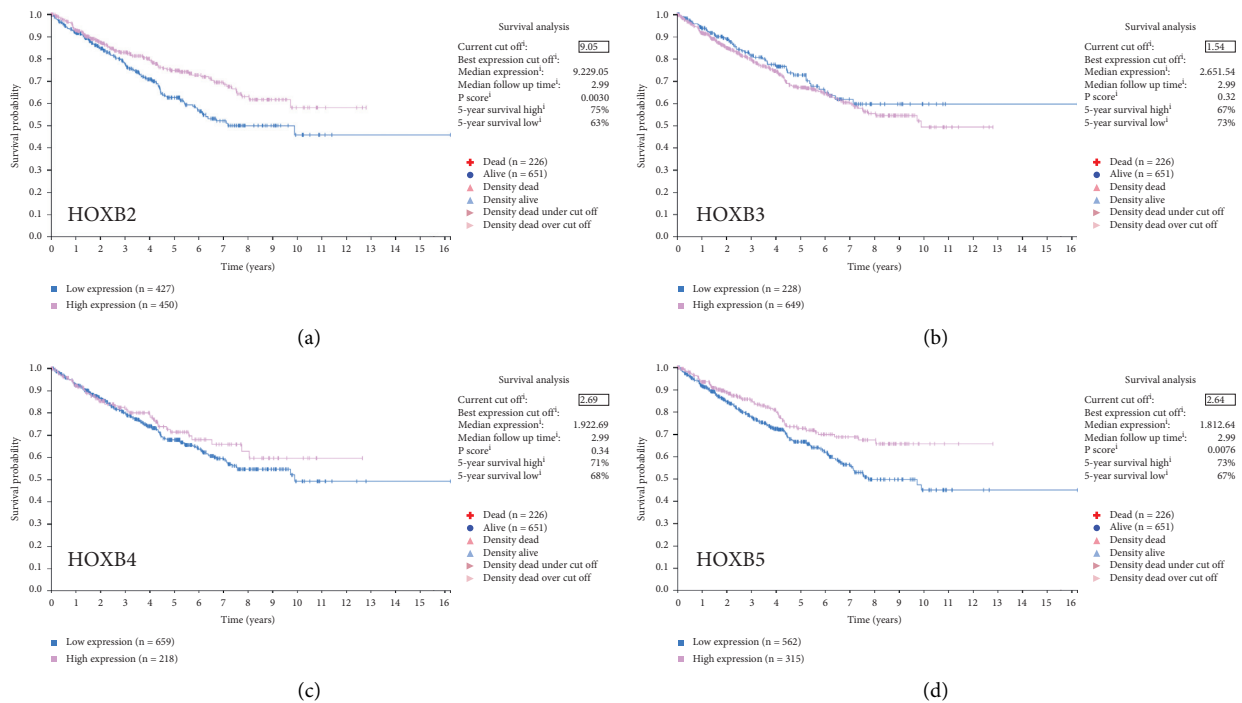 Survival probability
1.0
0.9
0.8
0.7
0.6
0.5
0.4
0.3
0.2
0.1
0.0
HOXB2
0 1 2 3 4 5 6 7 8 9 10 11 12 13 14 15 16
Time (years)
Low expression (n = 427)
High expression (n = 450)
Survival analysis
Current cut off§: 9.05
Best expression cut off§:
Median expression§: 9.229.05
Median follow up time§: 2.99
P score§ 0.0030
5-year survival high§ 75%
5-year survival low§ 63%
Dead (n = 226)
Alive (n = 651)
Density dead
Density alive
Density dead under cut off
Density dead over cut off
(a)
Survival probability
1.0
0.9
0.8
0.7
0.6
0.5
0.4
0.3
0.2
0.1
0.0
HOXB3
0 1 2 3 4 5 6 7 8 9 10 11 12 13 14 15 16
Time (years)
Low expression (n = 228)
High expression (n = 649)
Survival analysis
Current cut off§: 1.54
Best expression cut off§:
Median expression§: 2.651.54
Median follow up time§: 2.99
P score§ 0.32
5-year survival high§ 67%
5-year survival low§ 73%
Dead (n = 226)
Alive (n = 651)
Density dead
Density alive
Density dead under cut off
Density dead over cut off
(b)
Survival probability
1.0
0.9
0.8
0.7
0.6
0.5
0.4
0.3
0.2
0.1
0.0
HOXB4
0 1 2 3 4 5 6 7 8 9 10 11 12 13 14 15 16
Time (years)
Low expression (n = 659)
High expression (n = 218)
Survival analysis
Current cut off§: 2.69
Best expression cut off§:
Median expression§: 1.922.69
Median follow up time§: 2.99
P score§ 0.34
5-year survival high§ 71%
5-year survival low§ 68%
Dead (n = 226)
Alive (n = 651)
Density dead
Density alive
Density dead under cut off
Density dead over cut off
(c)
Survival probability
1.0
0.9
0.8
0.7
0.6
0.5
0.4
0.3
0.2
0.1
0.0
HOXB5
0 1 2 3 4 5 6 7 8 9 10 11 12 13 14 15 16
Time (years)
Low expression (n = 562)
High expression (n = 315)
Survival analysis
Current cut off§: 2.64
Best expression cut off§:
Median expression§: 1.812.64
Median follow up time§: 2.99
P score§ 0.0076
5-year survival high§ 73%
5-year survival low§ 67%
Dead (n = 226)
Alive (n = 651)
Density dead
Density alive
Density dead under cut off
Density dead over cut off
(d)